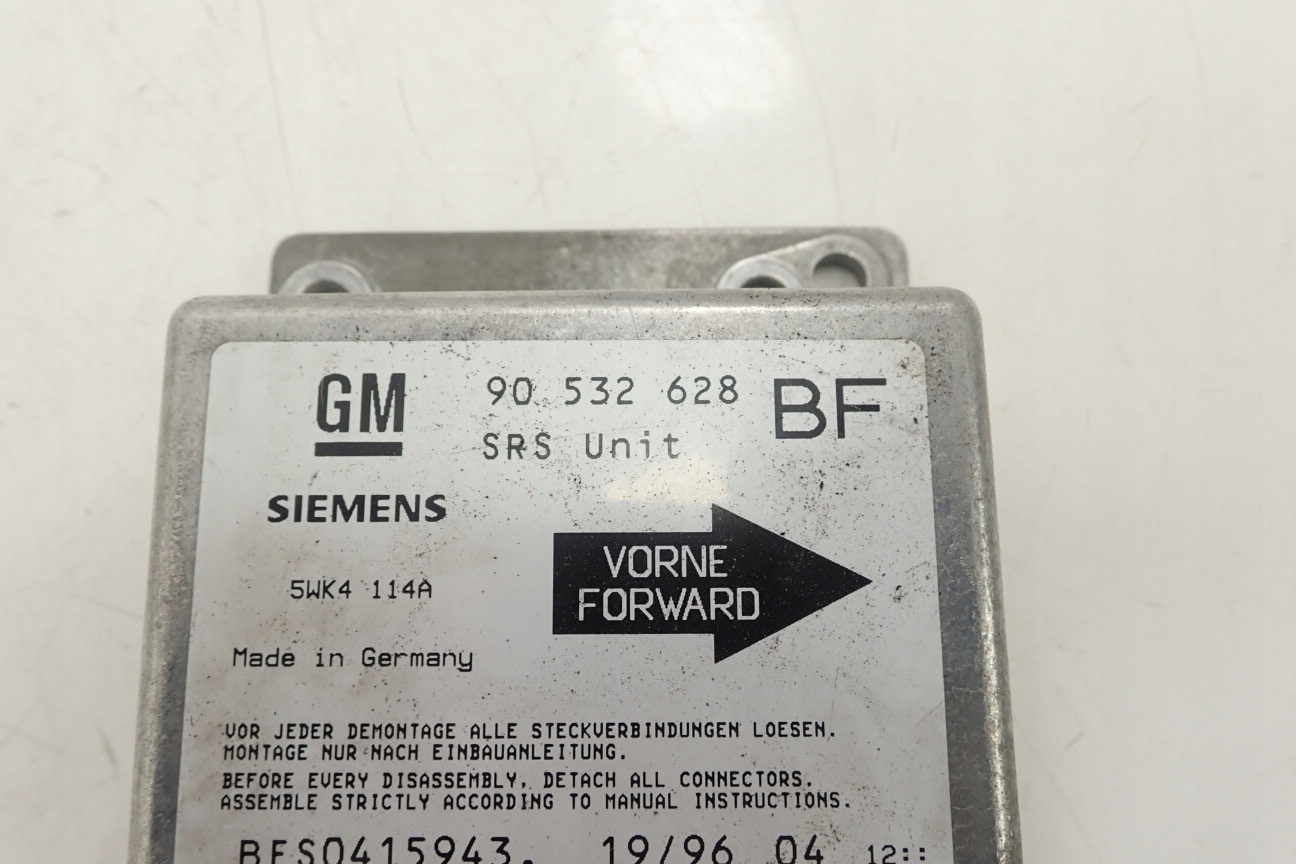 GM 90 532 628 BF
SRS Unit
SIEMENS
VORNE
FORWARD
5WK4 114A
Made in Germany
VOR JEDER DEMONTAGE ALLE STECKVERBINDUNGEN LOESEN.
MONTAGE NUR NACH EINBAUANLEITUNG.
BEFORE EVERY DISASSEMBLY, DETACH ALL CONNECTORS.
ASSEMBLE STRICTLY ACCORDING TO MANUAL INSTRUCTIONS.
BFS0415943. 19/96 04 12::